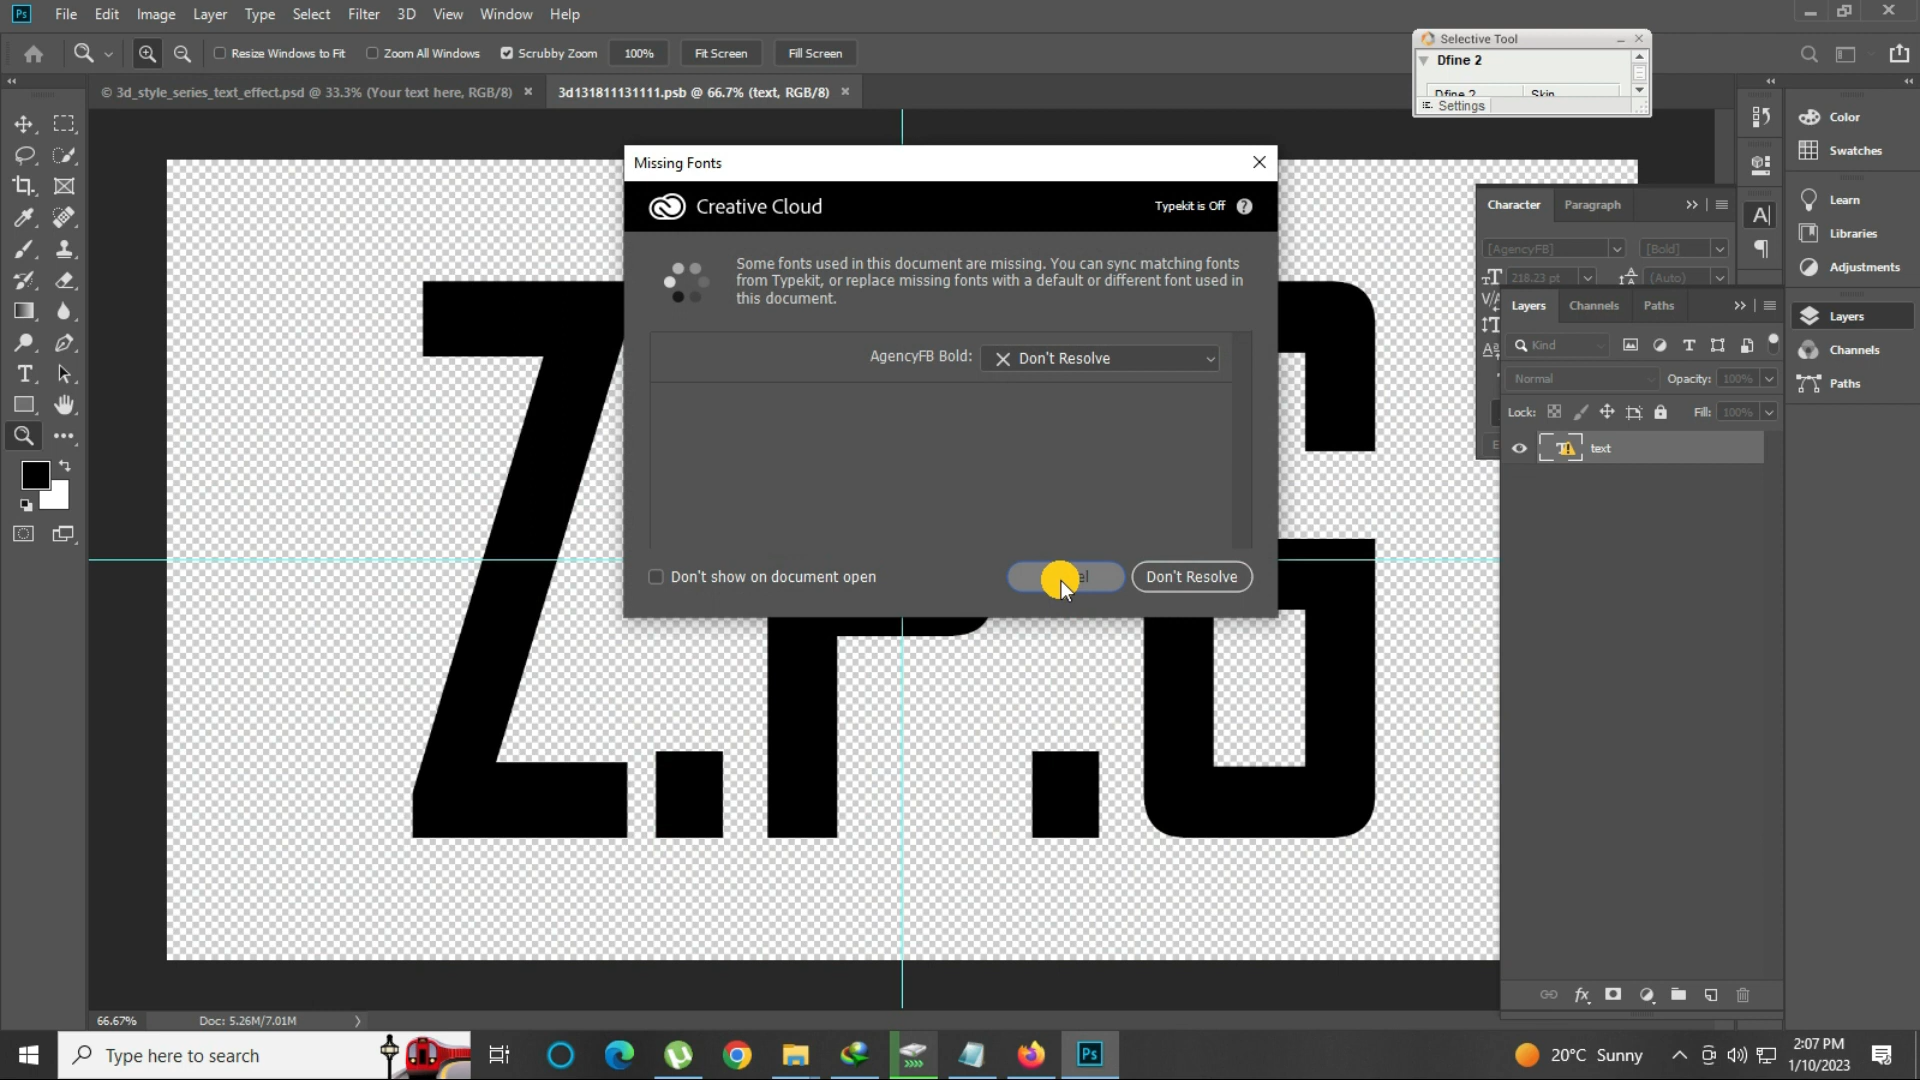 Ps File Edit Image Layer Type Select Filter 3D View Window Help
Resize Windows to Fit Zoom All Windows Scrubby Zoom 100% Fit Screen Fill Screen
Selective Tool
Dfine 2
Dfine 2 Skin
Settings
© 3d_style_series_text_effect.psd @ 33.3% (Your text here, RGB/8) × 3d131811131111.psb @ 66.7% (text, RGB/8) ×
Missing Fonts
Creative Cloud
Typekit is Off ?
Some fonts used in this document are missing. You can sync matching fonts
from Typekit, or replace missing fonts with a default or different font used in
this document.
AgencyFB Bold: Don't Resolve
Don't show on document open
Don't Resolve
Z.P.G
Character Paragraph
[AgencyFB] [Bold]
218.23 pt (Auto)
Layers Channels Paths
Kind
Normal Opacity: 100%
Lock: Fill: 100%
text
Color
Swatches
Learn
Libraries
Adjustments
Layers
Channels
Paths
66.67% Doc: 5.26M/7.01M
Type here to search
Ps
20°C Sunny
2:07 PM
1/10/2023